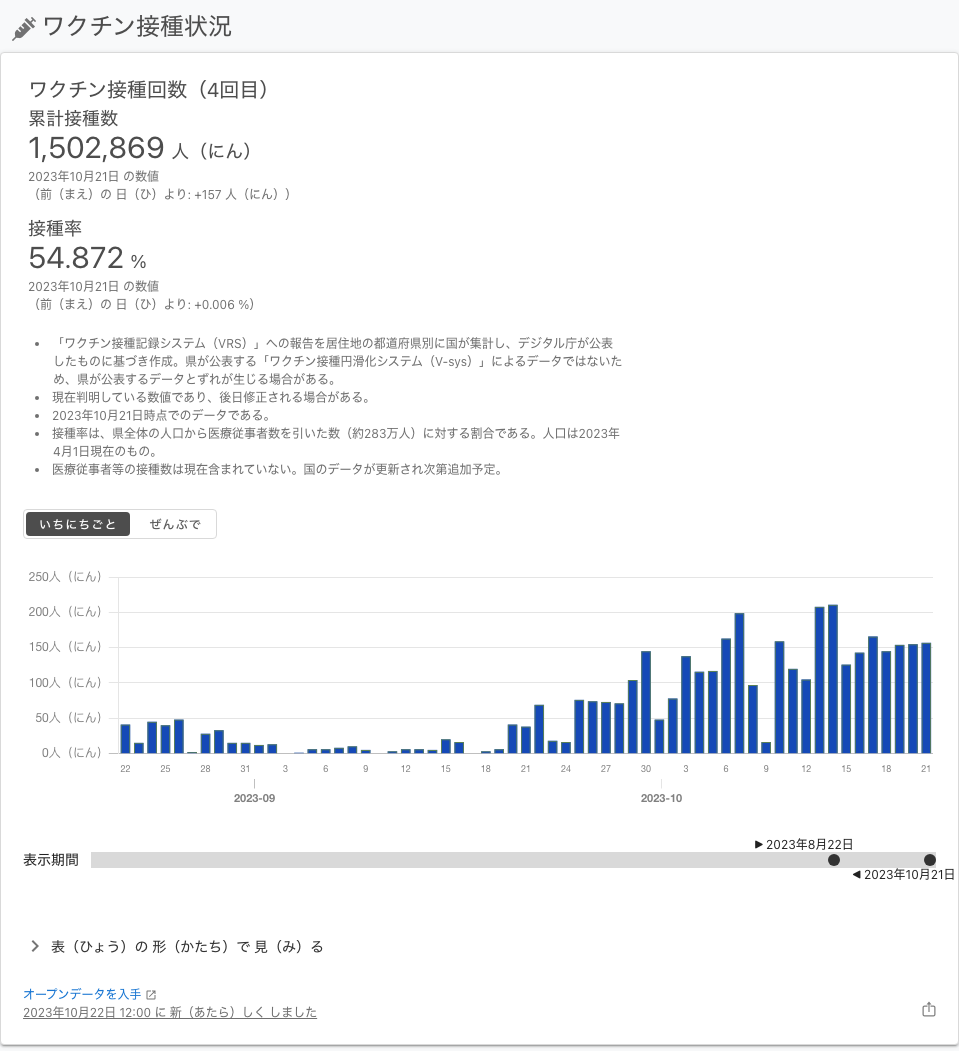 ワクチン接種状況
ワクチン接種回数（4回目）
累計接種数
1,502,869 人（にん）
2023年10月21日 の数値
（前（まえ）の 日（ひ）より: +157 人（にん））
接種率
54.872 %
2023年10月21日 の数値
（前（まえ）の 日（ひ）より: +0.006 %）
• 「ワクチン接種記録システム（VRS）」への報告を居住地の都道府県別に国が集計し、デジタル庁が公表
したものに基づき作成。県が公表する「ワクチン接種円滑化システム（V-sys）」によるデータではないた
め、県が公表するデータとずれが生じる場合がある。
• 現在判明している数値であり、後日修正される場合がある。
• 2023年10月21日時点でのデータである。
• 接種率は、県全体の人口から医療従事者数を引いた数（約283万人）に対する割合である。人口は2023年
4月1日現在のもの。
• 医療従事者等の接種数は現在含まれていない。国のデータが更新され次第追加予定。
いちにちごと ぜんぶで
250人（にん）
200人（にん）
150人（にん）
100人（にん）
50人（にん）
0人（にん）
22 25 28 31 3 6 9 12 15 18 21 24 27 30 3 6 9 12 15 18 21
2023-09 2023-10
▶ 2023年8月22日
表示期間
◀ 2023年10月21日
表（ひょう）の 形（かたち）で 見（み）る
オープンデータを入手
2023年10月22日 12:00 に 新（あたら）しく しました